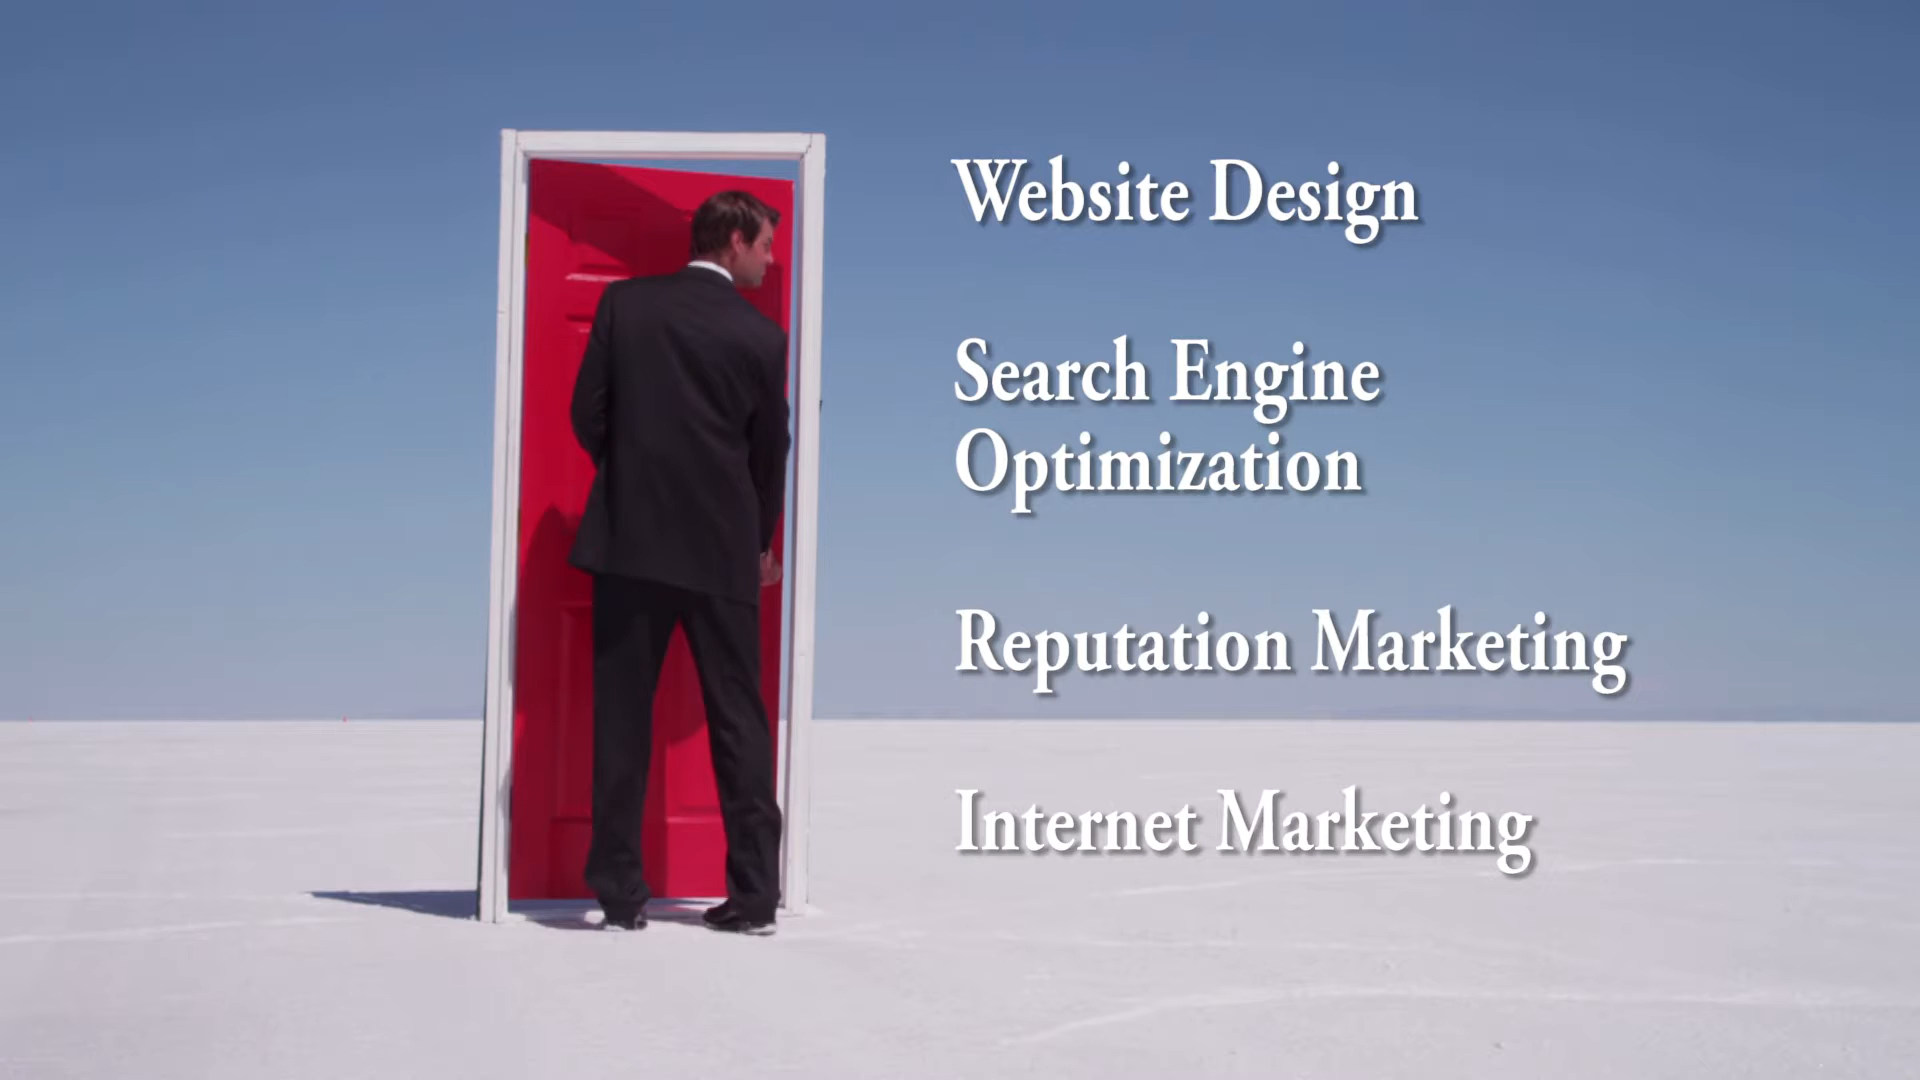 Website Design
Search Engine
Optimization
Reputation Marketing
Internet Marketing